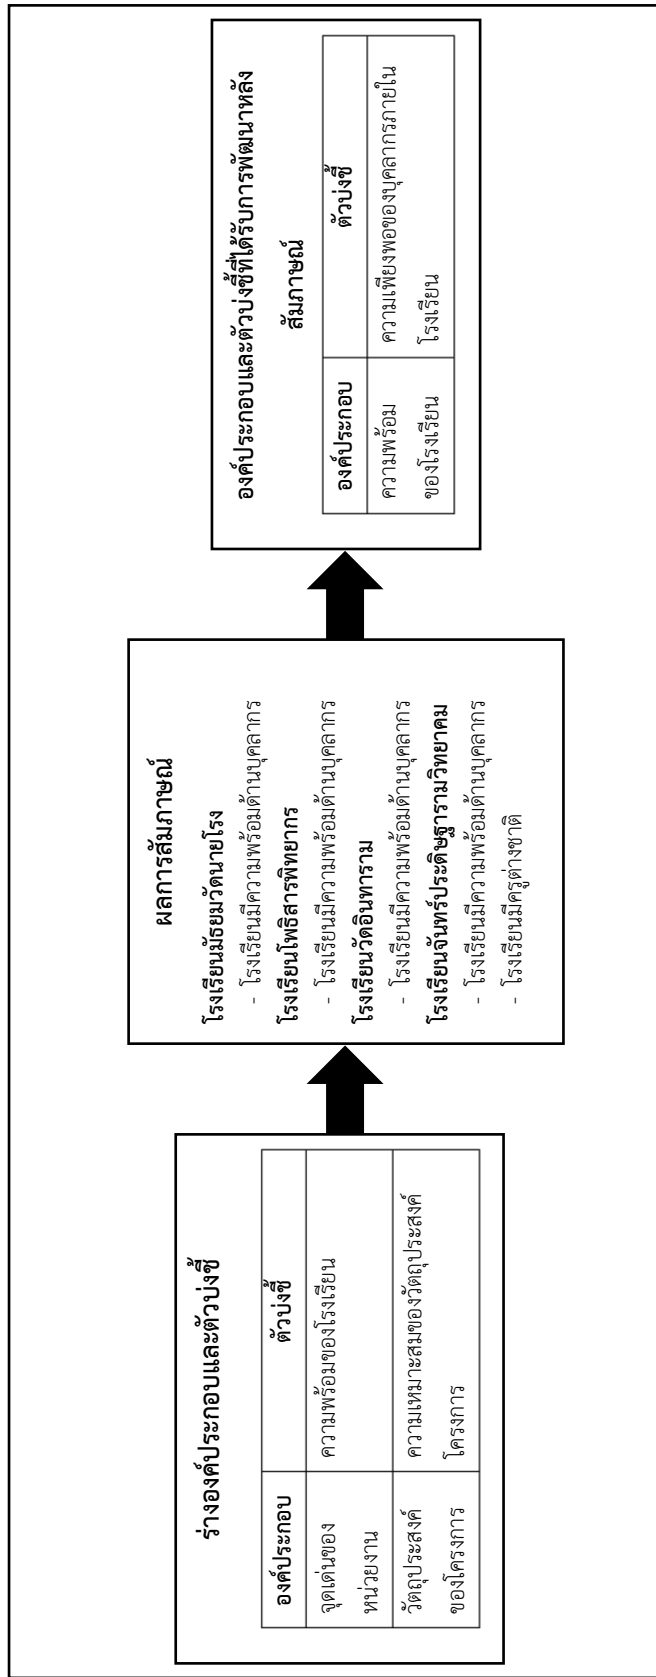 ร่างองค์ประกอบและตัวบ่งชี้
องค์ประกอบ ตัวบ่งชี้
จุดเด่นของ ความพร้อมของโรงเรียน
หน่วยงาน
วัตถุประสงค์ ความเหมาะสมของวัตถุประสงค์
ของโครงการ โครงการ
ผลการสัมภาษณ์
โรงเรียนมัธยมวัดนายโรง
- โรงเรียนมีความพร้อมด้านบุคลากร
โรงเรียนโพธิสารพิทยากร
- โรงเรียนมีความพร้อมด้านบุคลากร
โรงเรียนวัดอินทาราม
- โรงเรียนมีความพร้อมด้านบุคลากร
โรงเรียนจันทร์ประดิษฐารามวิทยาคม
- โรงเรียนมีความพร้อมด้านบุคลากร
- โรงเรียนมีครูต่างชาติ
องค์ประกอบและตัวบ่งชี้ที่ได้รับการพัฒนาหลัง
สัมภาษณ์
องค์ประกอบ ตัวบ่งชี้
ความพร้อม ความเพียงพอของบุคลากรภายใน
ของโรงเรียน โรงเรียน